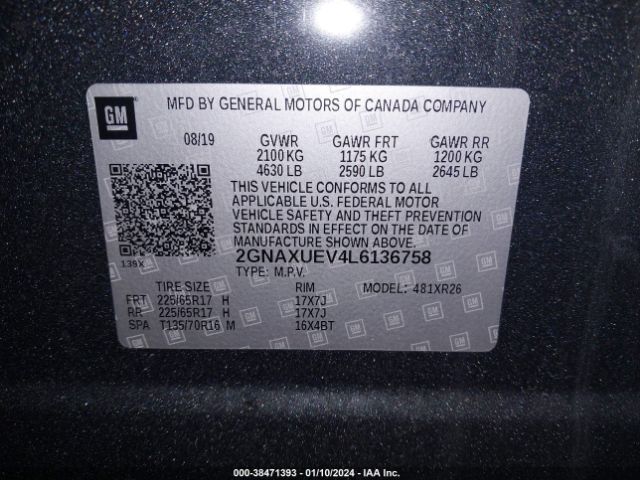 GM
MFD BY GENERAL MOTORS OF CANADA COMPANY
08/19 GVWR GAWR FRT GAWR RR
2100 KG 1175 KG 1200 KG
4630 LB 2590 LB 2645 LB
THIS VEHICLE CONFORMS TO ALL
APPLICABLE U.S. FEDERAL MOTOR
VEHICLE SAFETY AND THEFT PREVENTION
STANDARDS IN EFFECT ON THE DATE OF
MANUFACTURE SHOWN ABOVE.
139X 2GNAXUEV4L6136758
TYPE: M.P.V.
TIRE SIZE RIM MODEL: 481XR26
FRT 225/65R17 H 17X7J
RR 225/65R17 H 17X7J
SPA T135/70R16 M 16X4BT
000-38471393 - 01/10/2024 - IAA Inc.